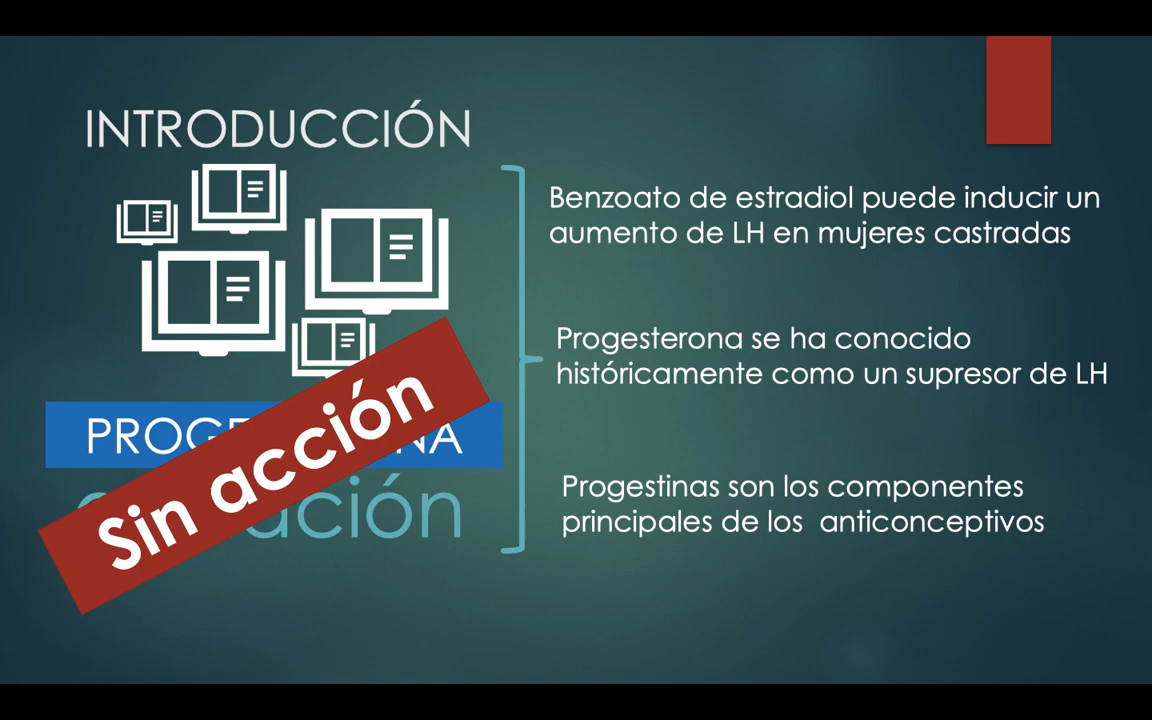 INTRODUCCIÓN
Benzoato de estradiol puede inducir un
aumento de LH en mujeres castradas
Progesterona se ha conocido
históricamente como un supresor de LH
Sin acción
Progestinas son los componentes
principales de los anticonceptivos